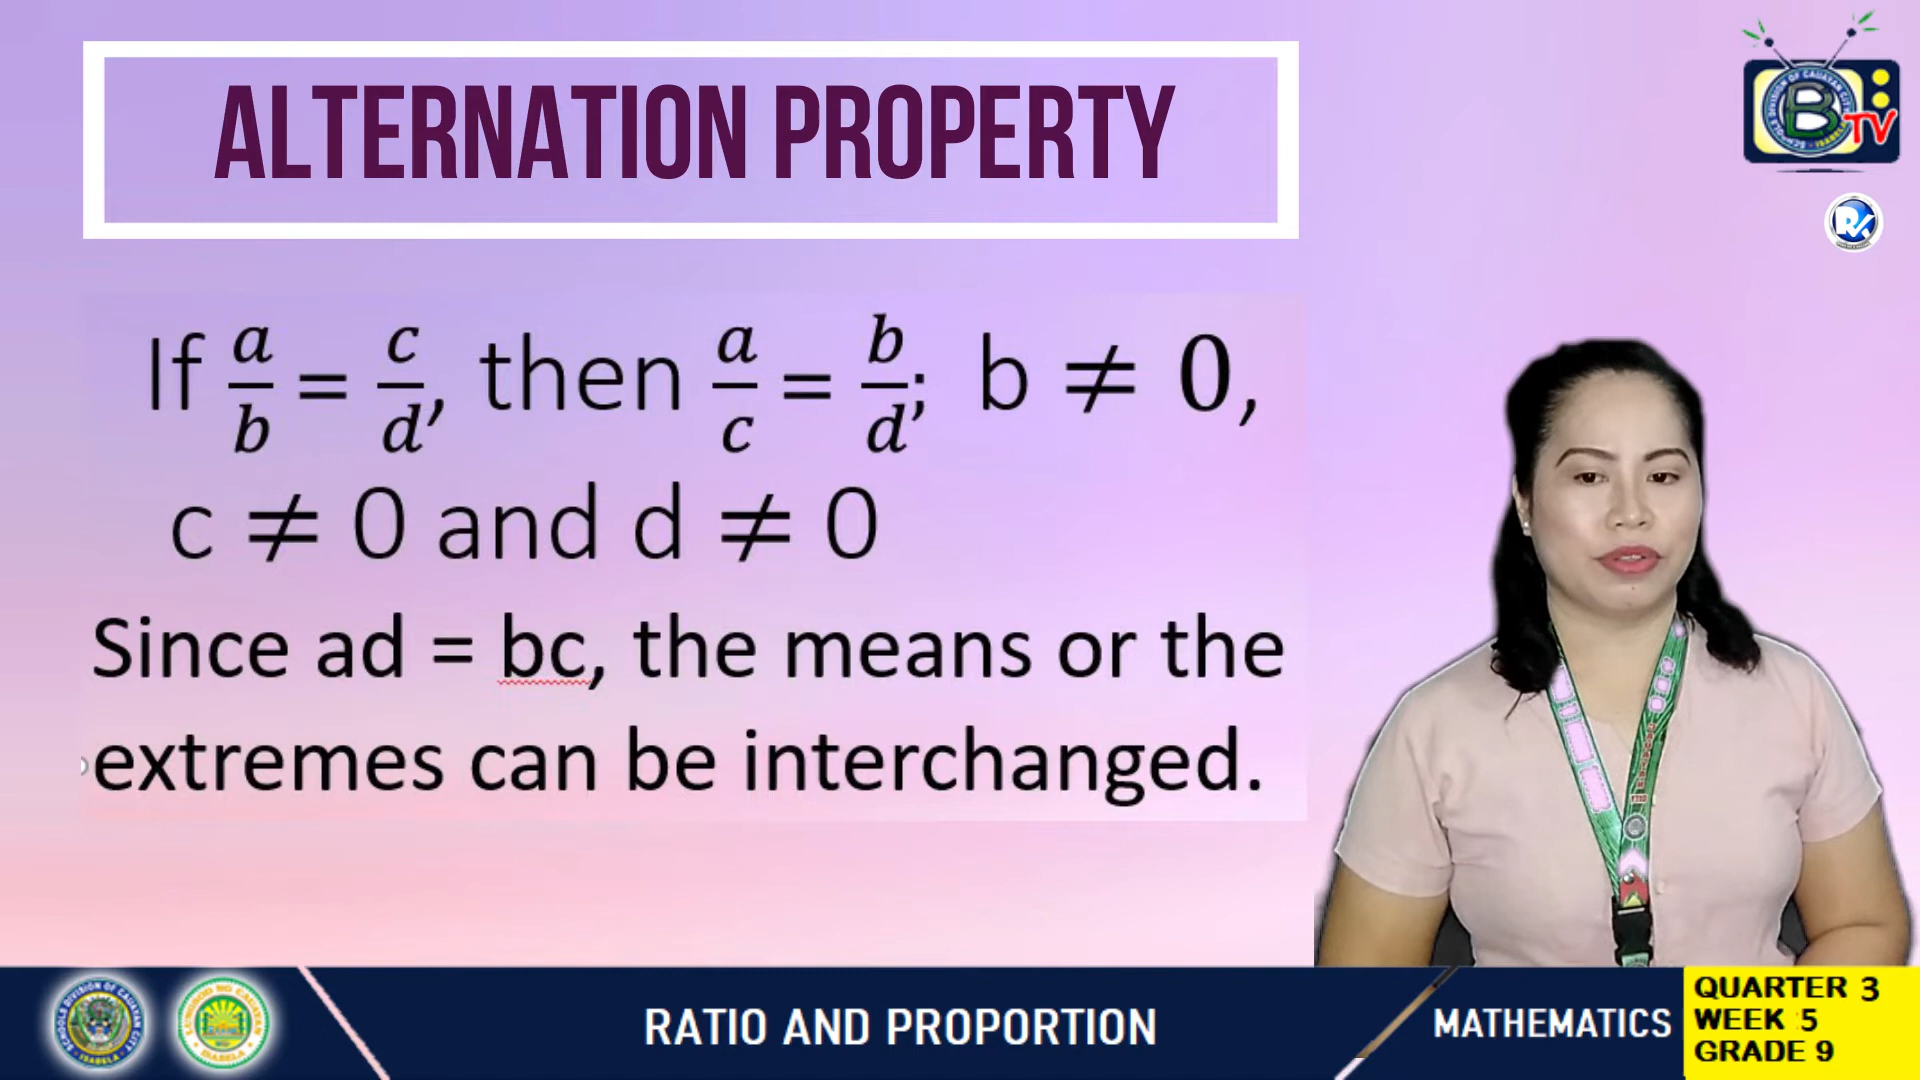 ALTERNATION PROPERTY
If a/b = c/d, then a/c = b/d; b ≠ 0,
c ≠ 0 and d ≠ 0
Since ad = bc, the means or the
extremes can be interchanged.
B TV
RATIO AND PROPORTION
MATHEMATICS
QUARTER 3
WEEK 5
GRADE 9